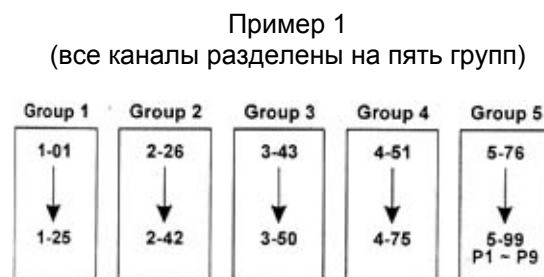 Пример 1
(все каналы разделены на пять групп)
Group 1 Group 2 Group 3 Group 4 Group 5
1-01 2-26 3-43 4-51 5-76
1-25 2-42 3-50 4-75 5-99
P1 ~ P9